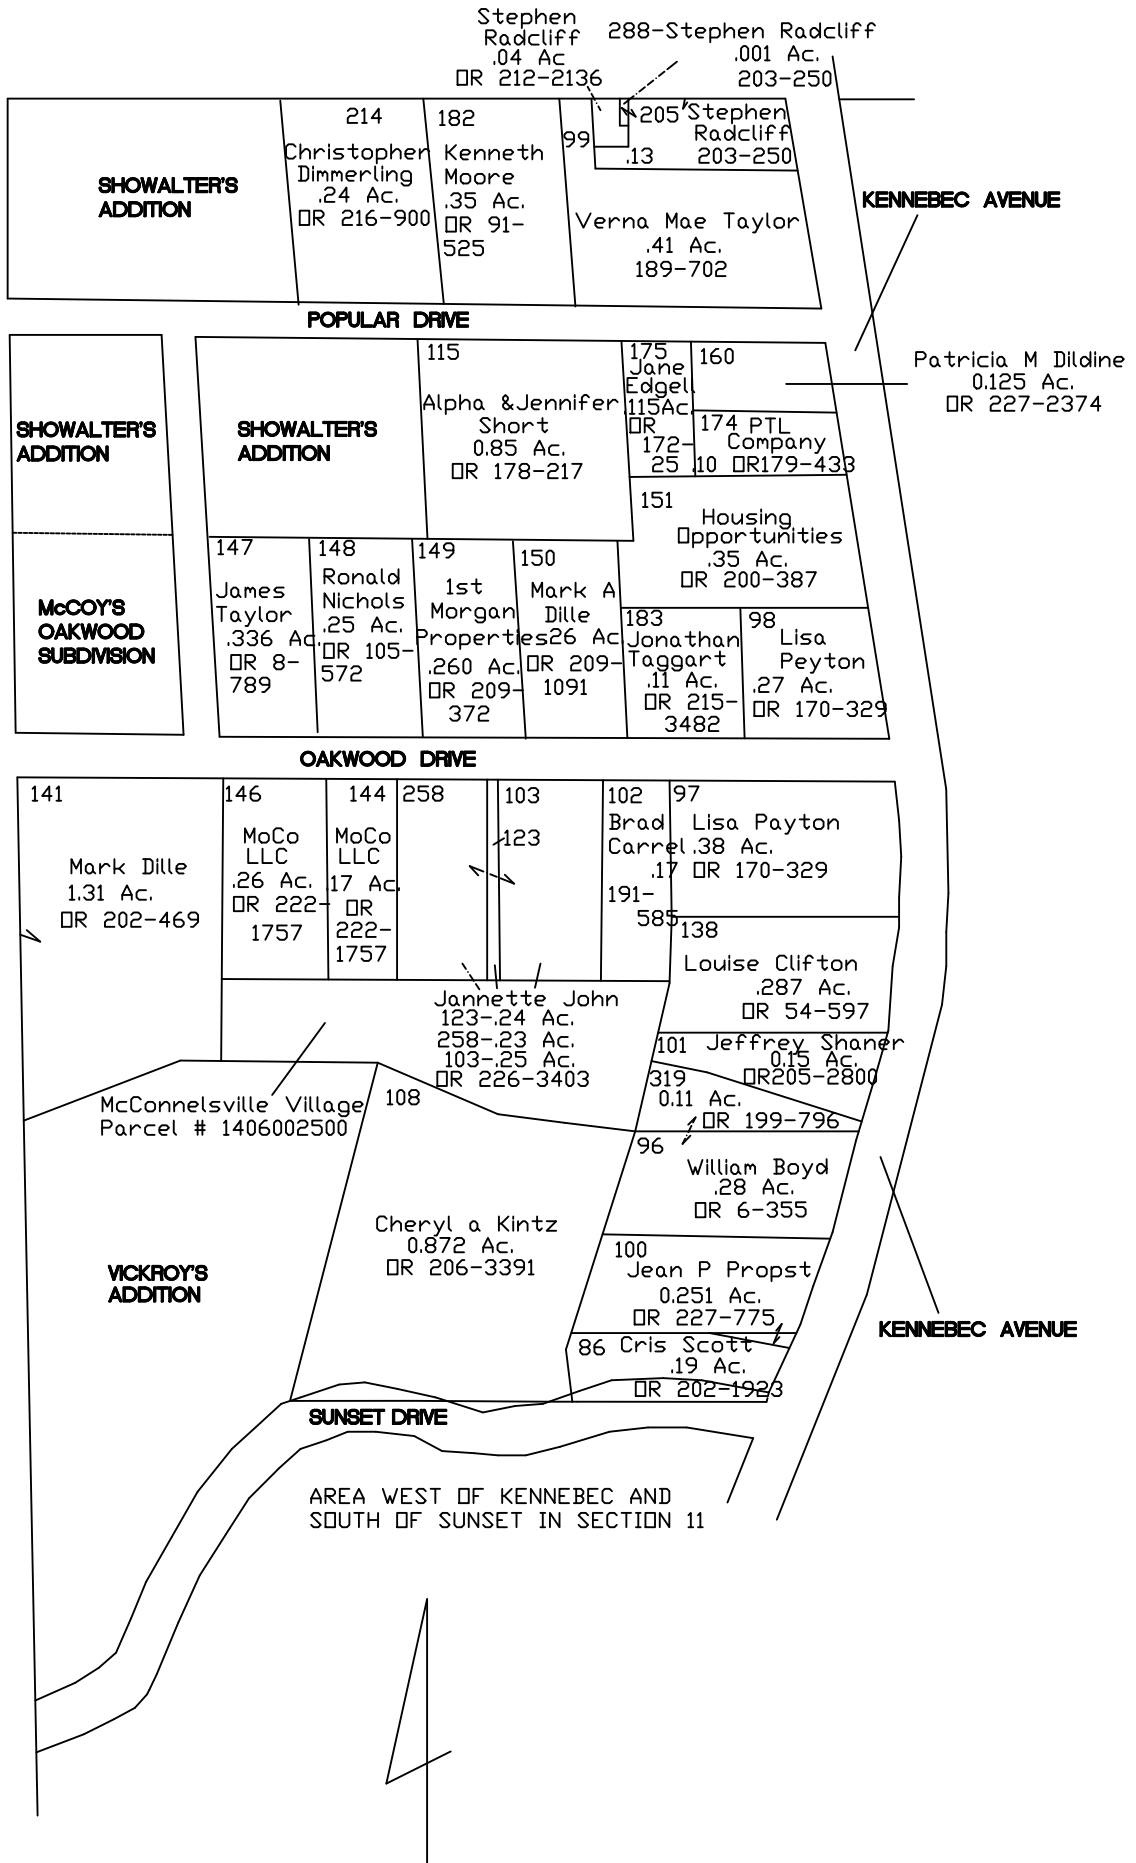 Stephen
Radcliff
.04 Ac
OR 212-2136
288-Stephen Radcliff
.001 Ac.
203-250
SHOWALTER'S
ADDITION
214
Christopher
Dimmerling
.24 Ac.
OR 216-900
182
Kenneth
Moore
.35 Ac.
OR 91-
525
99
Verna Mae Taylor
.41 Ac.
189-702
205
Stephen
Radcliff
.13 203-250
KENNEBEC AVENUE
POPULAR DRIVE
SHOWALTER'S
ADDITION
SHOWALTER'S
ADDITION
115
Alpha &Jennifer
Short
0.85 Ac.
OR 178-217
175
Jane
Edgell
.115Ac.
OR
172-
25
160
Patricia M Dildine
0.125 Ac.
OR 227-2374
174 PTL
Company
.10 OR179-433
151
Housing
Opportunities
.35 Ac.
OR 200-387
McCOY'S
OAKWOOD
SUBDIVISION
147
James
Taylor
.336 Ac.
OR 8-
789
148
Ronald
Nichols
.25 Ac.
OR 105-
572
149
1st
Morgan
Properties
.260 Ac.
OR 209-
372
150
Mark A
Dille
.26 Ac.
OR 209-
1091
183
Jonathan
Taggart
.11 Ac.
OR 215-
3482
98
Lisa
Peyton
.27 Ac.
OR 170-329
OAKWOOD DRIVE
141
Mark Dille
1.31 Ac.
OR 202-469
146
MoCo
LLC
.26 Ac.
OR 222-
1757
144
MoCo
LLC
.17 Ac.
OR
222-
1757
258
103
123
102
Brad
Carrel
.17
191-
585
97
Lisa Payton
.38 Ac.
OR 170-329
138
Louise Clifton
.287 Ac.
OR 54-597
Jannette John
123-.24 Ac.
258-.23 Ac.
103-.25 Ac.
OR 226-3403
101 Jeffrey Shaner
0.15 Ac.
OR205-2800
319
0.11 Ac.
OR 199-796
McConnelsville Village
Parcel # 1406002500
108
Cheryl a Kintz
0.872 Ac.
OR 206-3391
96
William Boyd
.28 Ac.
OR 6-355
VICKROY'S
ADDITION
100
Jean P Propst
0.251 Ac.
OR 227-775
86 Cris Scott
.19 Ac.
OR 202-1923
KENNEBEC AVENUE
SUNSET DRIVE
AREA WEST OF KENNEBEC AND
SOUTH OF SUNSET IN SECTION 11